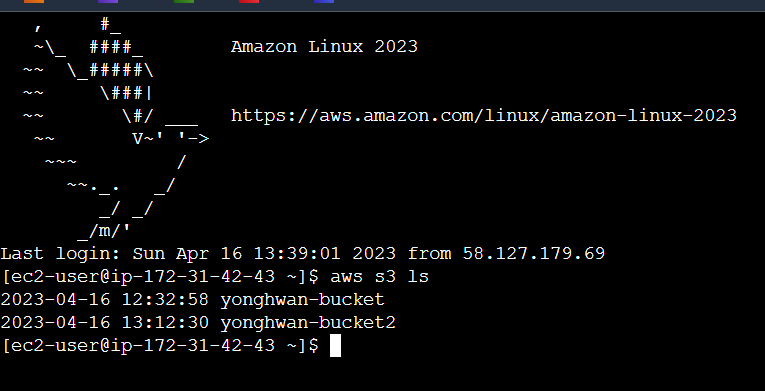 ,     #_
   ~\_  ####_        Amazon Linux 2023
  ~~  \_#####\
  ~~     \###|
  ~~       \#/ ___   https://aws.amazon.com/linux/amazon-linux-2023
   ~~       V~' '->
    ~~~         /
      ~~._.   _/
         _/ _/
       _/m/'
Last login: Sun Apr 16 13:39:01 2023 from 58.127.179.69
[ec2-user@ip-172-31-42-43 ~]$ aws s3 ls
2023-04-16 12:32:58 yonghwan-bucket
2023-04-16 13:12:30 yonghwan-bucket2
[ec2-user@ip-172-31-42-43 ~]$